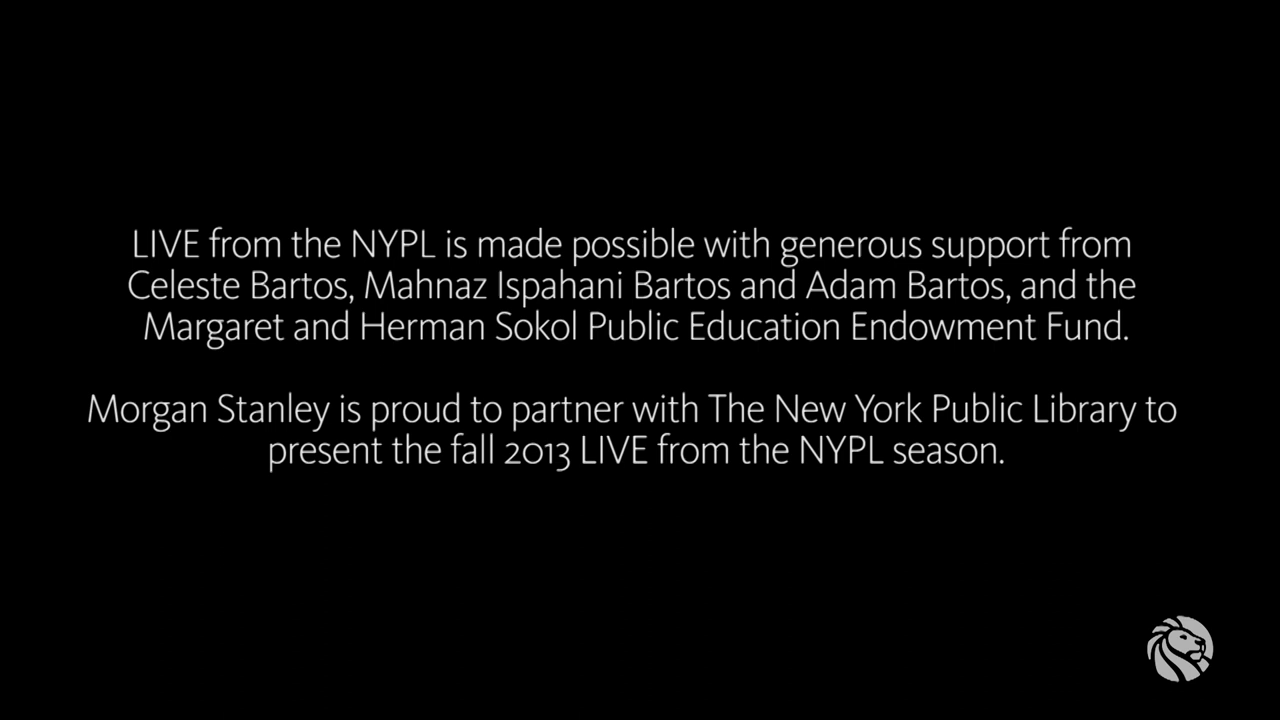 LIVE from the NYPL is made possible with generous support from
Celeste Bartos, Mahnaz Ispahani Bartos and Adam Bartos, and the
Margaret and Herman Sokol Public Education Endowment Fund.
Morgan Stanley is proud to partner with The New York Public Library to
present the fall 2013 LIVE from the NYPL season.